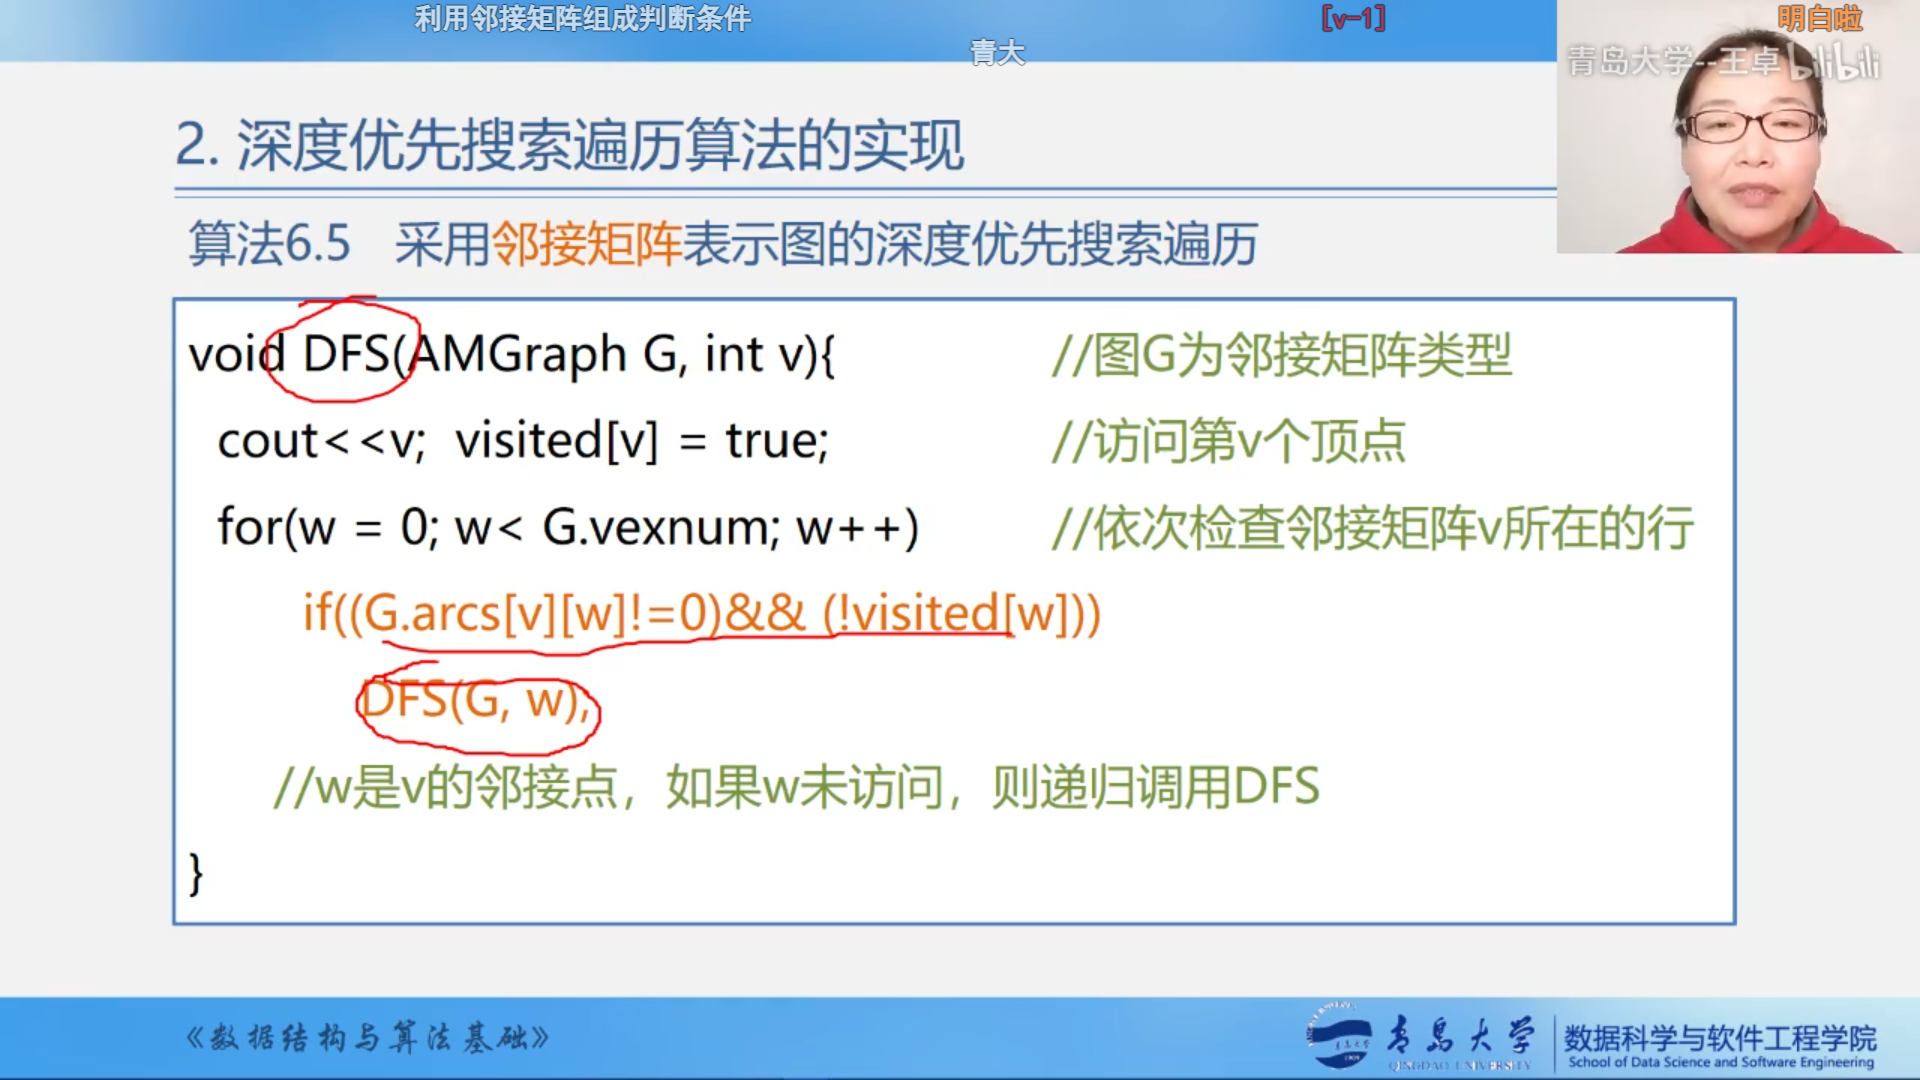 利用邻接矩阵组成判断条件
[v-1]
明白啦
青大
青岛大学--王卓 bilibili
2. 深度优先搜索遍历算法的实现
算法6.5 采用邻接矩阵表示图的深度优先搜索遍历
void DFS(AMGraph G, int v){ //图G为邻接矩阵类型
cout<<v; visited[v] = true; //访问第v个顶点
for(w = 0; w< G.vexnum; w++) //依次检查邻接矩阵v所在的行
if((G.arcs[v][w]!=0)&& (!visited[w]))
DFS(G, w);
//w是v的邻接点，如果w未访问，则递归调用DFS
}
《数据结构与算法基础》
青岛大学
QINGDAO UNIVERSITY
数据科学与软件工程学院
School of Data Science and Software Engineering